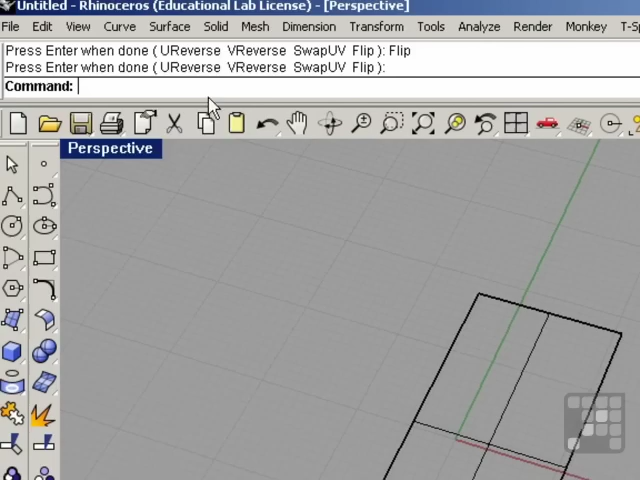 Untitled - Rhinoceros (Educational Lab License) - [Perspective]
File Edit View Curve Surface Solid Mesh Dimension Transform Tools Analyze Render Monkey T-S
Press Enter when done ( UReverse VReverse SwapUV Flip ): Flip
Press Enter when done ( UReverse VReverse SwapUV Flip ):
Command:
Perspective